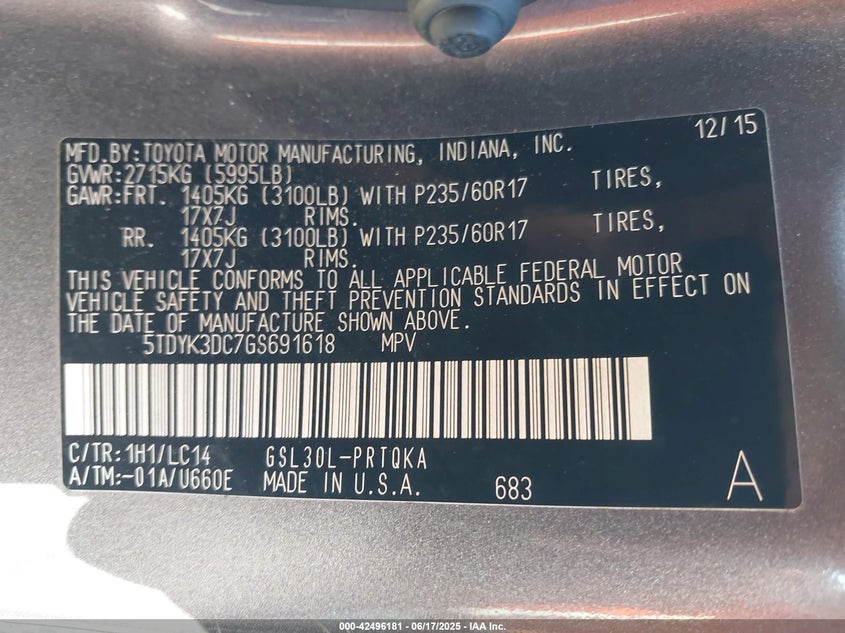 12/15
MFD.BY:TOYOTA MOTOR MANUFACTURING, INDIANA, INC.
GVWR:2715KG (5995LB)
GAWR:FRT. 1405KG (3100LB) WITH P235/60R17 TIRES,
17X7J RIMS.
RR. 1405KG (3100LB) WITH P235/60R17 TIRES,
17X7J RIMS.
THIS VEHICLE CONFORMS TO ALL APPLICABLE FEDERAL MOTOR
VEHICLE SAFETY AND THEFT PREVENTION STANDARDS IN EFFECT ON
THE DATE OF MANUFACTURE SHOWN ABOVE.
5TDYK3DC7GS691618 MPV
C/TR:1H1/LC14 GSL30L-PRTQKA
A/TM:-01A/U660E MADE IN U.S.A. 683 A
000-42496181 - 06/17/2025 - IAA Inc.